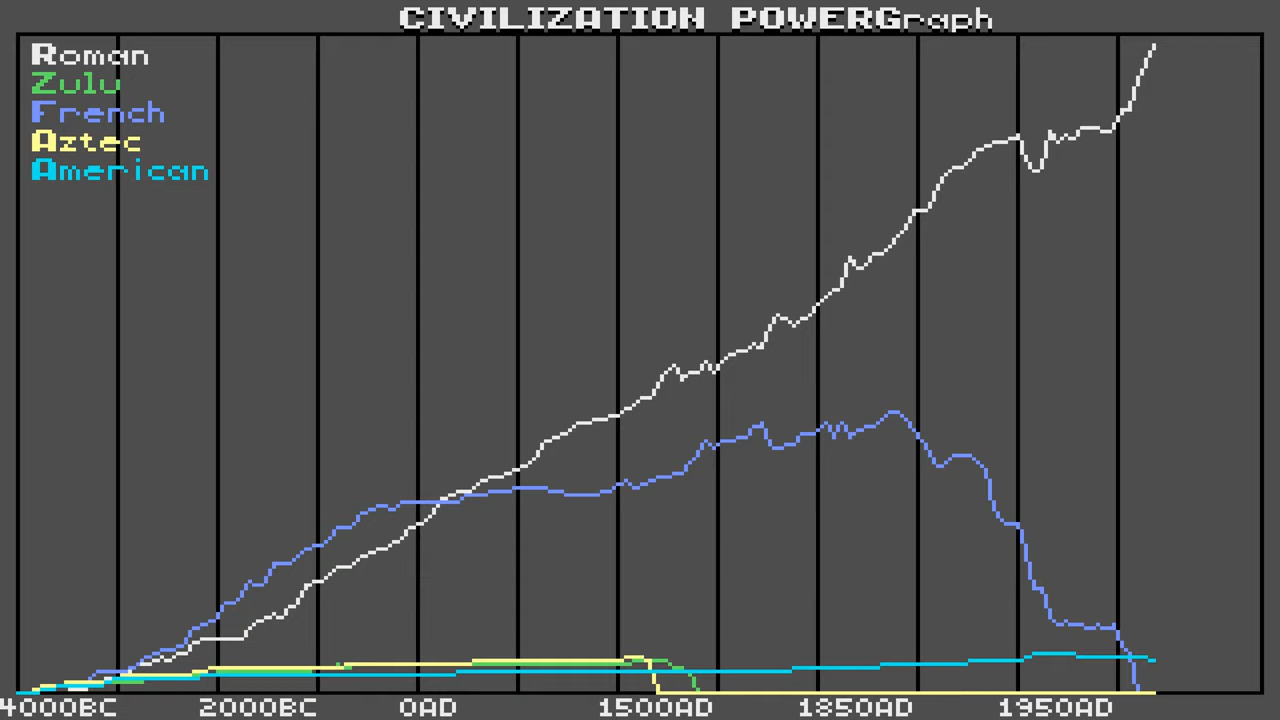 CIVILIZATION POWERGraph
Roman
Zulu
French
Aztec
American
4000BC 2000BC 0AD 1500AD 1850AD 1950AD